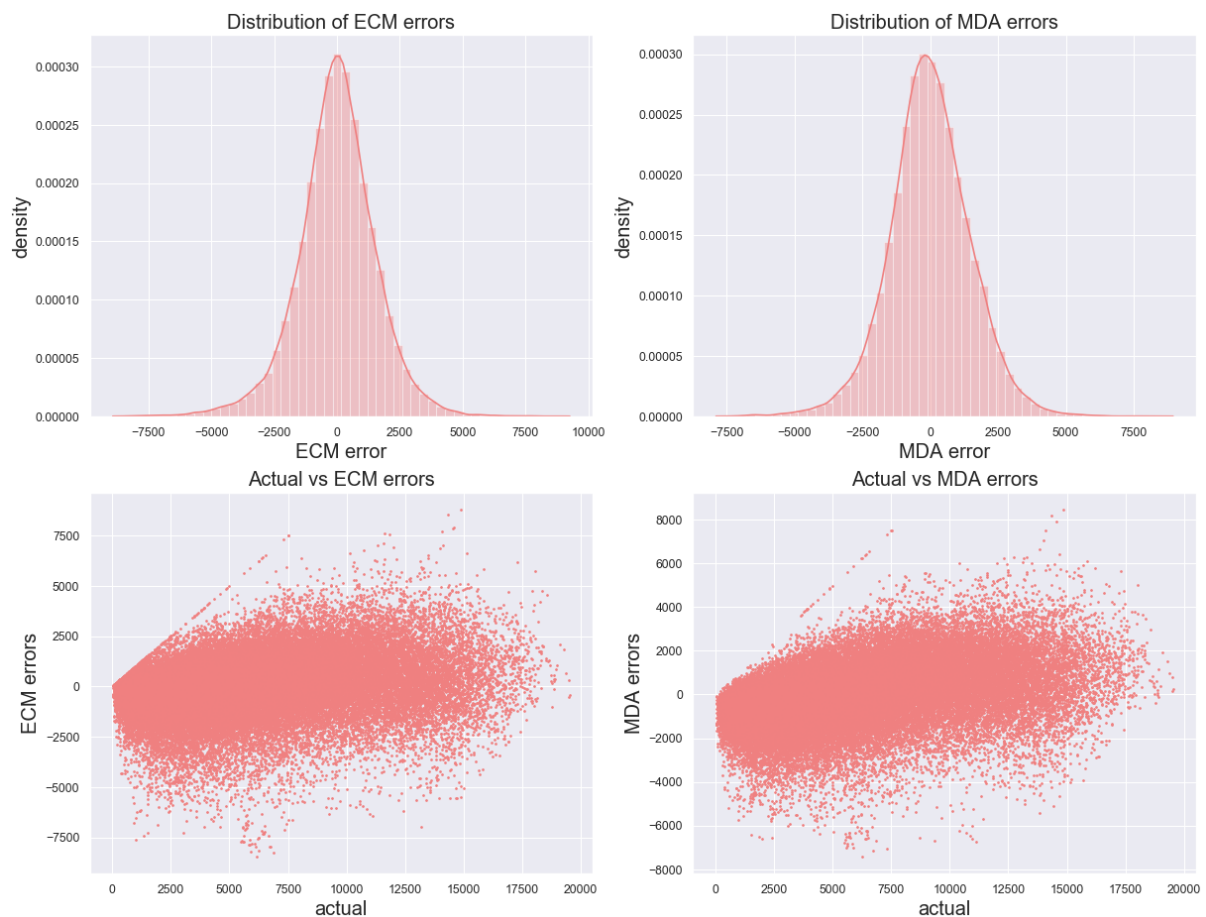 Distribution of ECM errors
0.00030
0.00025
0.00020
0.00015
0.00010
0.00005
0.00000
density
−7500 −5000 −2500 0 2500 5000 7500 10000
ECM error
Distribution of MDA errors
0.00030
0.00025
0.00020
0.00015
0.00010
0.00005
0.00000
density
−7500 −5000 −2500 0 2500 5000 7500
MDA error
Actual vs ECM errors
7500
5000
2500
0
−2500
−5000
−7500
ECM errors
0 2500 5000 7500 10000 12500 15000 17500 20000
actual
Actual vs MDA errors
8000
6000
4000
2000
0
−2000
−4000
−6000
−8000
MDA errors
0 2500 5000 7500 10000 12500 15000 17500 20000
actual